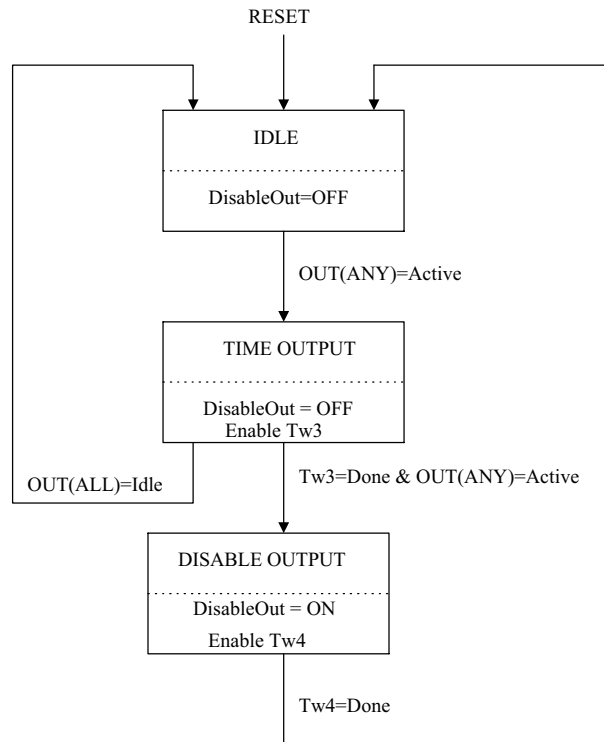 RESET
IDLE
DisableOut=OFF
OUT(ANY)=Active
TIME OUTPUT
DisableOut = OFF
Enable Tw3
OUT(ALL)=Idle
Tw3=Done & OUT(ANY)=Active
DISABLE OUTPUT
DisableOut = ON
Enable Tw4
Tw4=Done